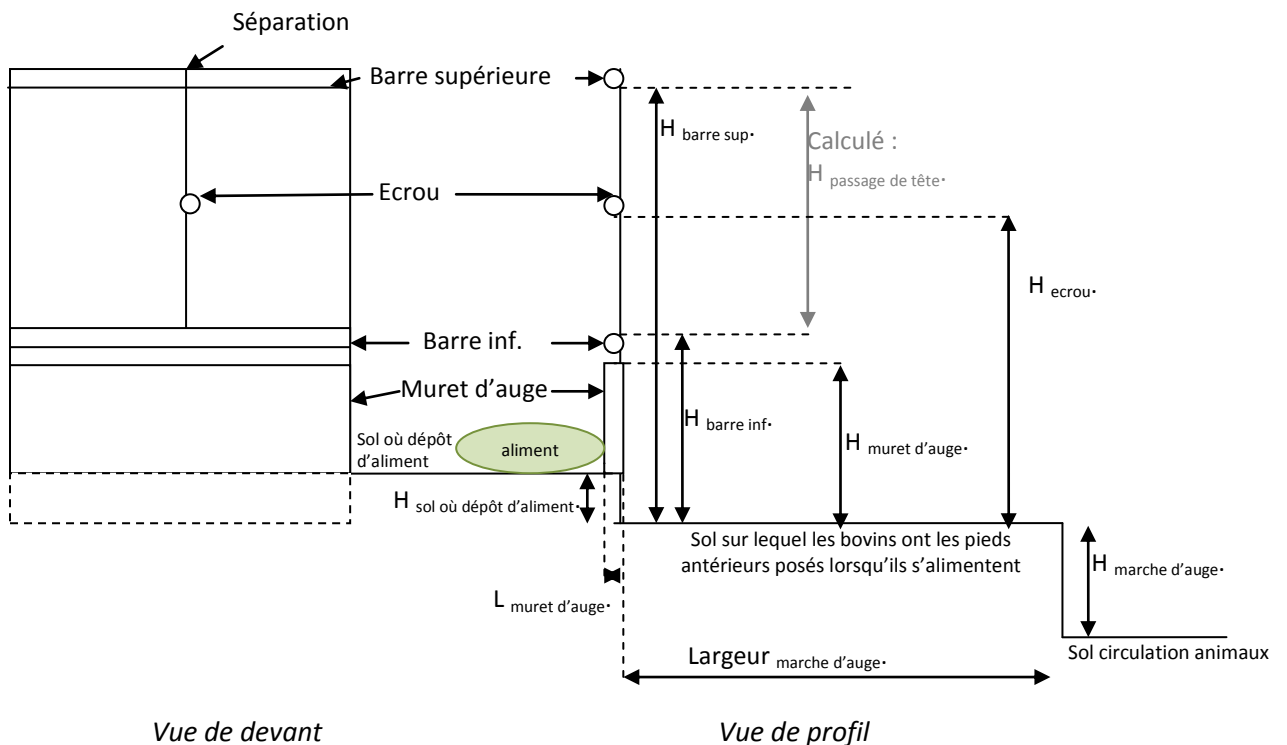 Séparation
Barre supérieure
H barre sup.
Calculé :
H passage de tête.
Ecrou
H ecrou.
Barre inf.
Muret d'auge
H barre inf.
H muret d'auge.
Sol où dépôt
d'aliment
aliment
H sol où dépôt d'aliment.
Sol sur lequel les bovins ont les pieds
antérieurs posés lorsqu'ils s'alimentent
H marche d'auge.
L muret d'auge.
Largeur marche d'auge.
Sol circulation animaux
Vue de devant
Vue de profil